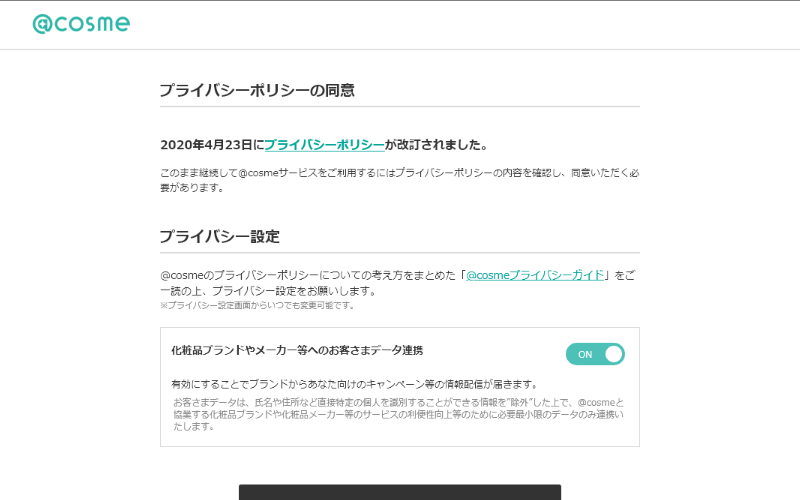 @cosme
プライバシーポリシーの同意
2020年4月23日にプライバシーポリシーが改訂されました。
このまま継続して@cosmeサービスをご利用するにはプライバシーポリシーの内容を確認し、同意いただく必
要があります。
プライバシー設定
@cosmeのプライバシーポリシーについての考え方をまとめた「@cosmeプライバシーガイド」をご
一読の上、プライバシー設定をお願いします。
※プライバシー設定画面からいつでも変更可能です。
化粧品ブランドやメーカー等へのお客さまデータ連携
ON
有効にすることでブランドからあなた向けのキャンペーン等の情報配信が届きます。
お客さまデータは、氏名や住所など直接特定の個人を識別することができる情報を"除外"した上で、@cosmeと
協業する化粧品ブランドや化粧品メーカー等のサービスの利便性向上等のために必要最小限のデータのみ連携い
たします。